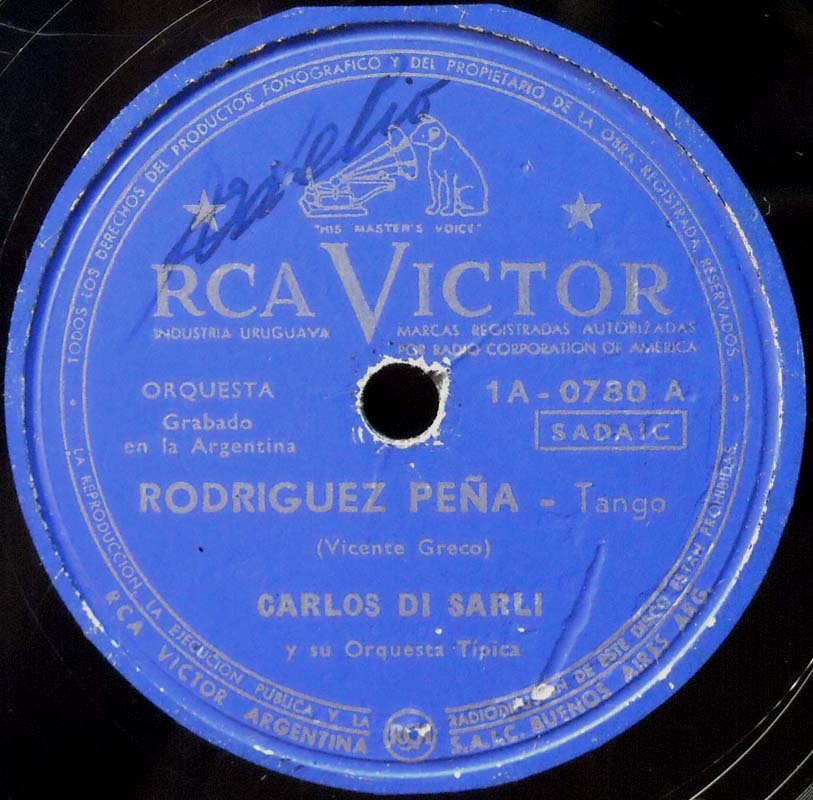 TODOS LOS DERECHOS DEL PRODUCTOR FONOGRAFICO Y DEL PROPIETARIO DE LA OBRA REGISTRADA, RESERVADOS.
"HIS MASTER'S VOICE"
RCA VICTOR
INDUSTRIA URUGUAYA
MARCAS REGISTRADAS AUTORIZADAS
POR RADIO CORPORATION OF AMERICA
ORQUESTA
1A - 0780 A
Grabado
en la Argentina
SADAIC
RODRIGUEZ PEÑA - Tango
(Vicente Greco)
CARLOS DI SARLI
y su Orquesta Típica
LA REPRODUCCION, LA EJECUCION PUBLICA Y LA RADIODIFUSION DE ESTE DISCO ESTAN PROHIBIDAS.
RCA VICTOR ARGENTINA RCA S.A.I.C. BUENOS AIRES ARG.